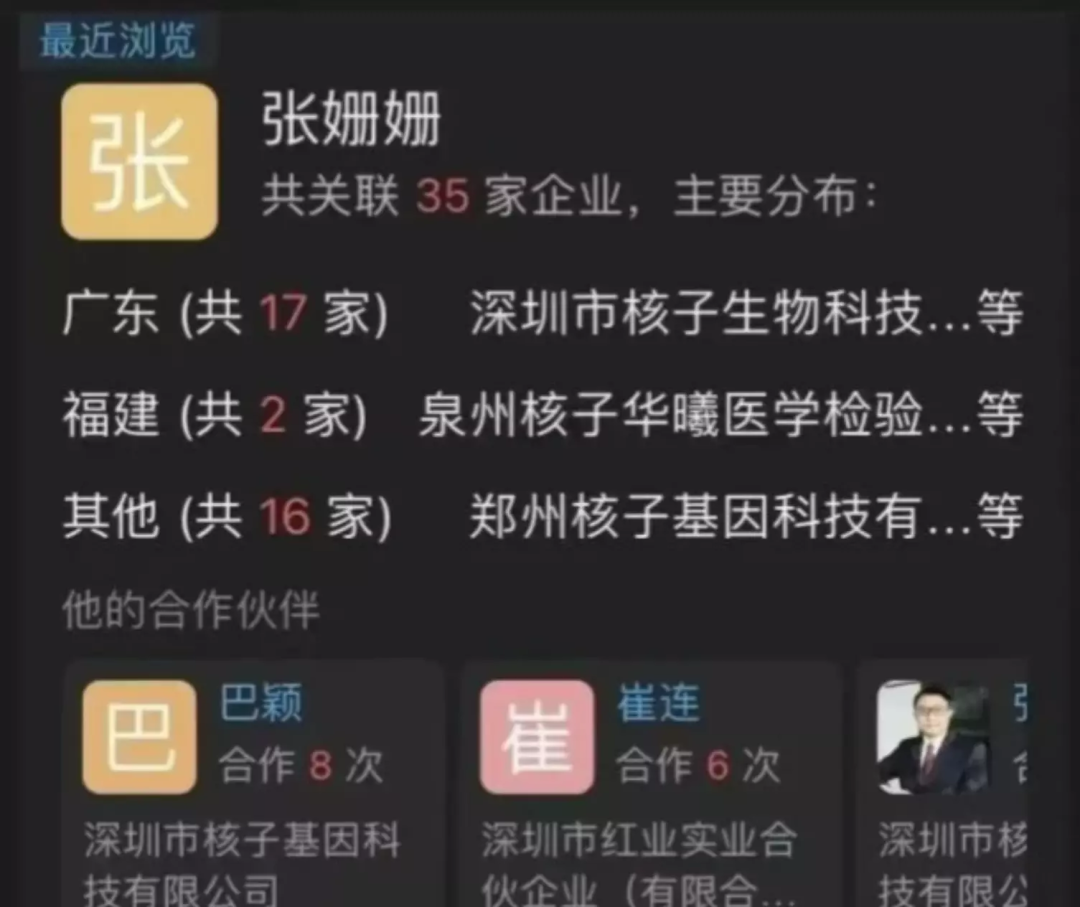 最近浏览
张
张姗姗
共关联 35 家企业，主要分布：
广东 (共 17 家) 深圳市核子生物科技...等
福建 (共 2 家) 泉州核子华曦医学检验...等
其他 (共 16 家) 郑州核子基因科技有...等
他的合作伙伴
巴
巴颖
合作 8 次
深圳市核子基因科
技有限公司
崔
崔连
合作 6 次
深圳市红业实业合
伙企业（有限合...
深圳市核
技有限公